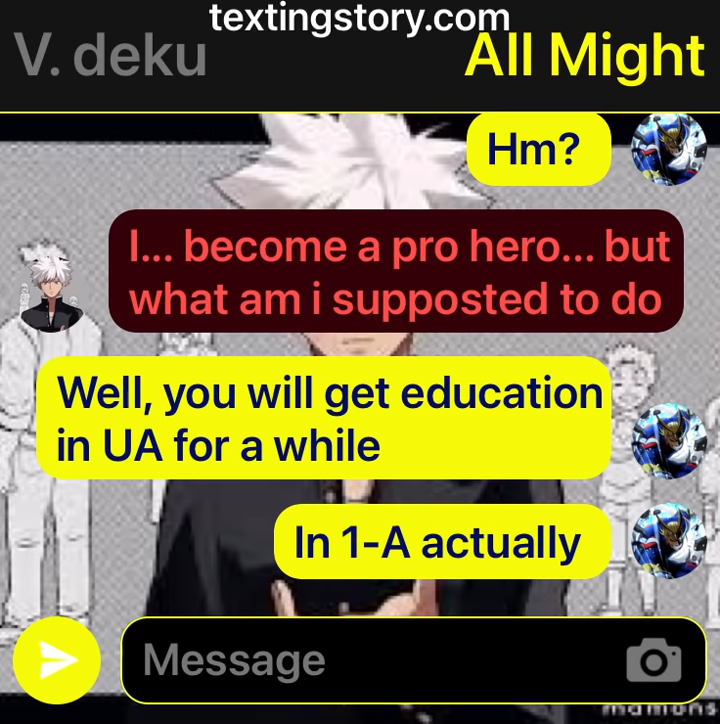 textingstory.com
V. deku
All Might
Hm?
I... become a pro hero... but
what am i supposted to do
Well, you will get education
in UA for a while
In 1-A actually
Message